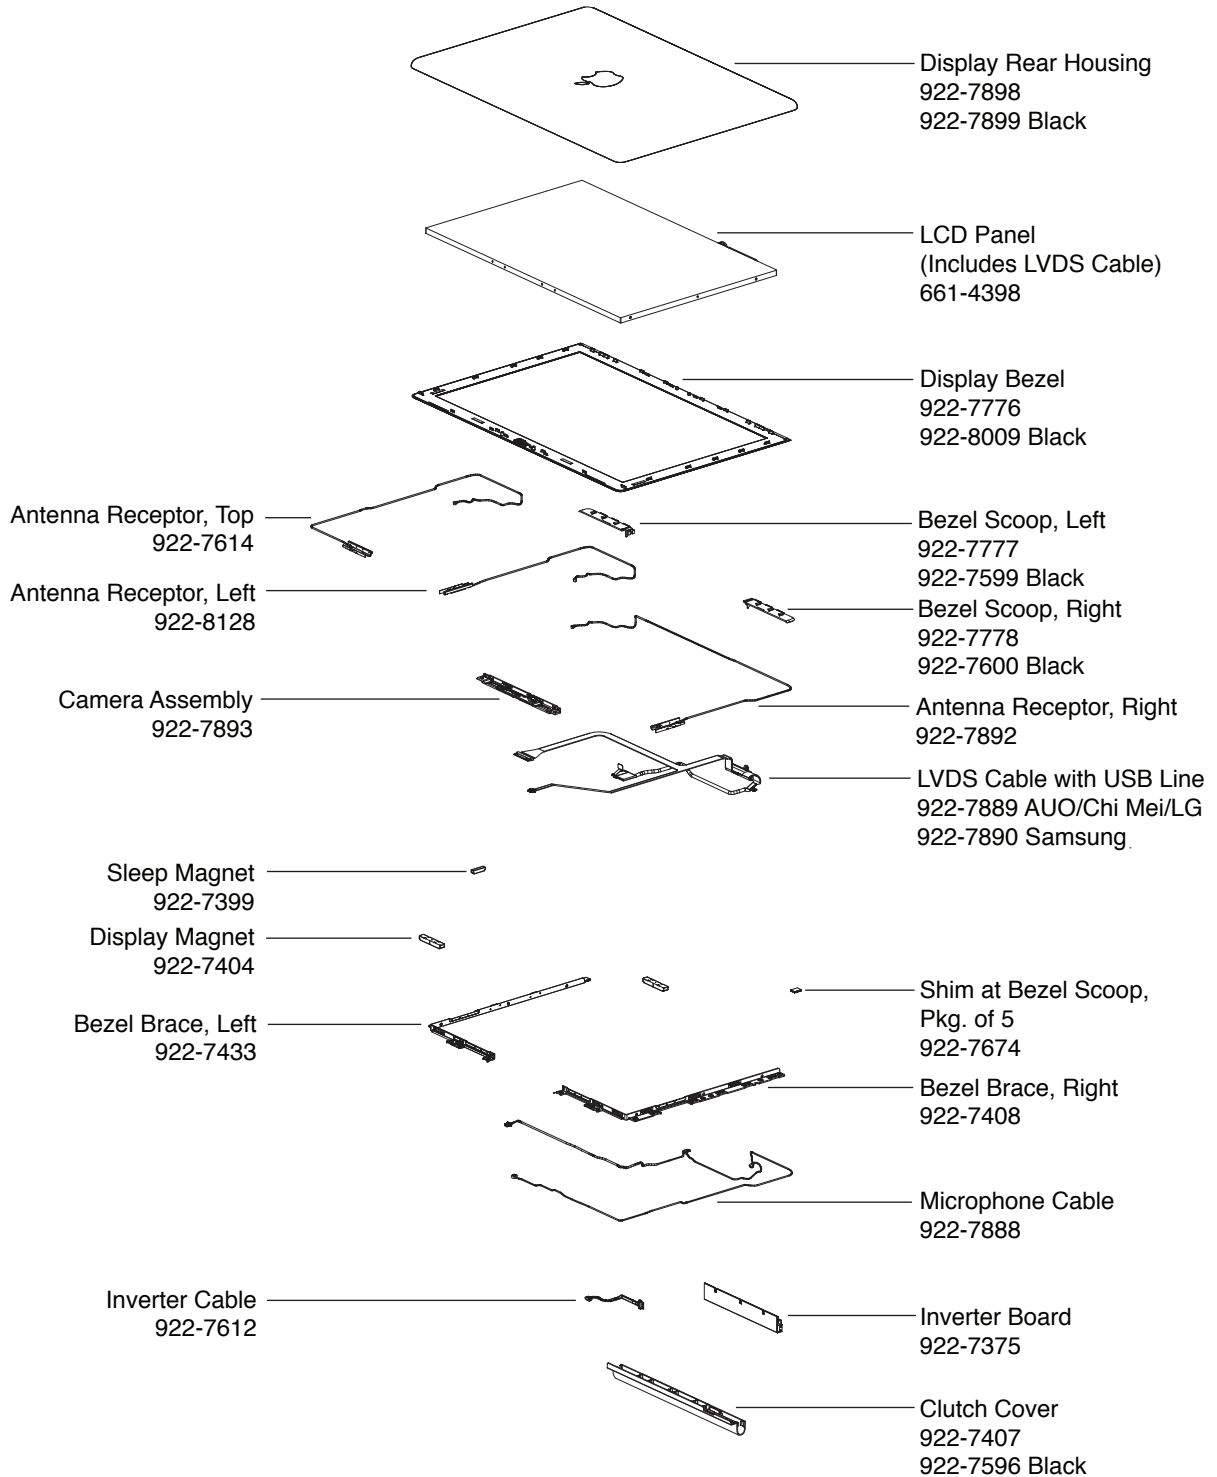 Display Rear Housing
922-7898
922-7899 Black
LCD Panel
(Includes LVDS Cable)
661-4398
Display Bezel
922-7776
922-8009 Black
Antenna Receptor, Top
922-7614
Bezel Scoop, Left
922-7777
922-7599 Black
Antenna Receptor, Left
922-8128
Bezel Scoop, Right
922-7778
922-7600 Black
Camera Assembly
922-7893
Antenna Receptor, Right
922-7892
LVDS Cable with USB Line
922-7889 AUO/Chi Mei/LG
922-7890 Samsung
Sleep Magnet
922-7399
Display Magnet
922-7404
Shim at Bezel Scoop,
Pkg. of 5
922-7674
Bezel Brace, Left
922-7433
Bezel Brace, Right
922-7408
Microphone Cable
922-7888
Inverter Cable
922-7612
Inverter Board
922-7375
Clutch Cover
922-7407
922-7596 Black